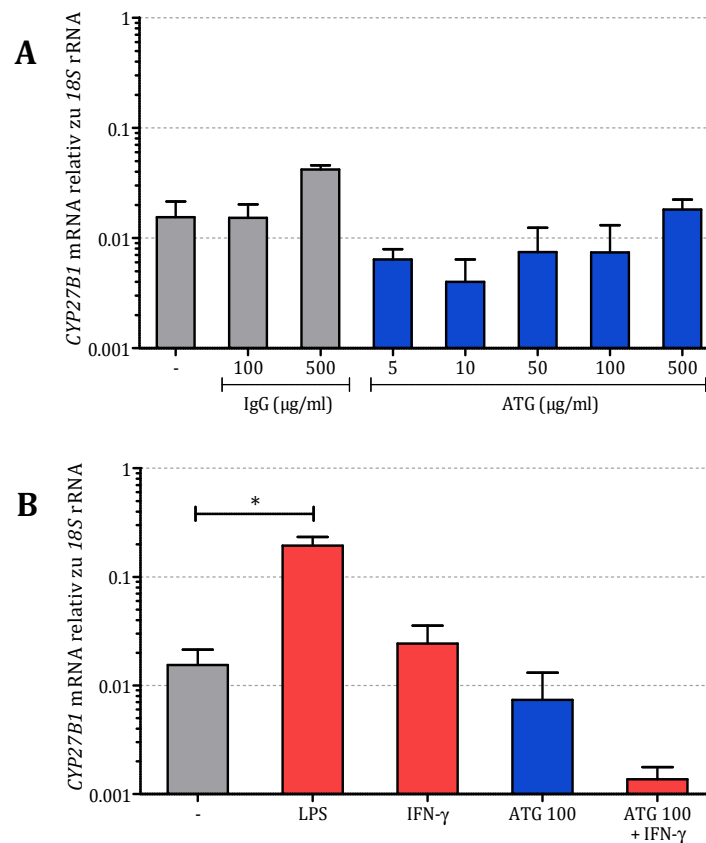 A
CYP27B1 mRNA relativ zu 18S rRNA
1
0.1
0.01
0.001
- 100 500 5 10 50 100 500
IgG (µg/ml) ATG (µg/ml)
B
CYP27B1 mRNA relativ zu 18S rRNA
1
*
0.1
0.01
0.001
- LPS IFN-γ ATG 100 ATG 100
+ IFN-γ